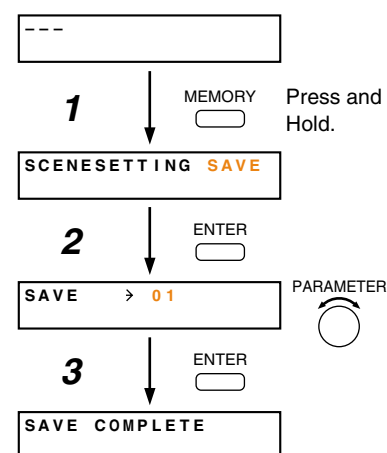 ---
1
MEMORY
Press and
Hold.
SCENESETTING SAVE
2
ENTER
SAVE → 01
PARAMETER
3
ENTER
SAVE COMPLETE